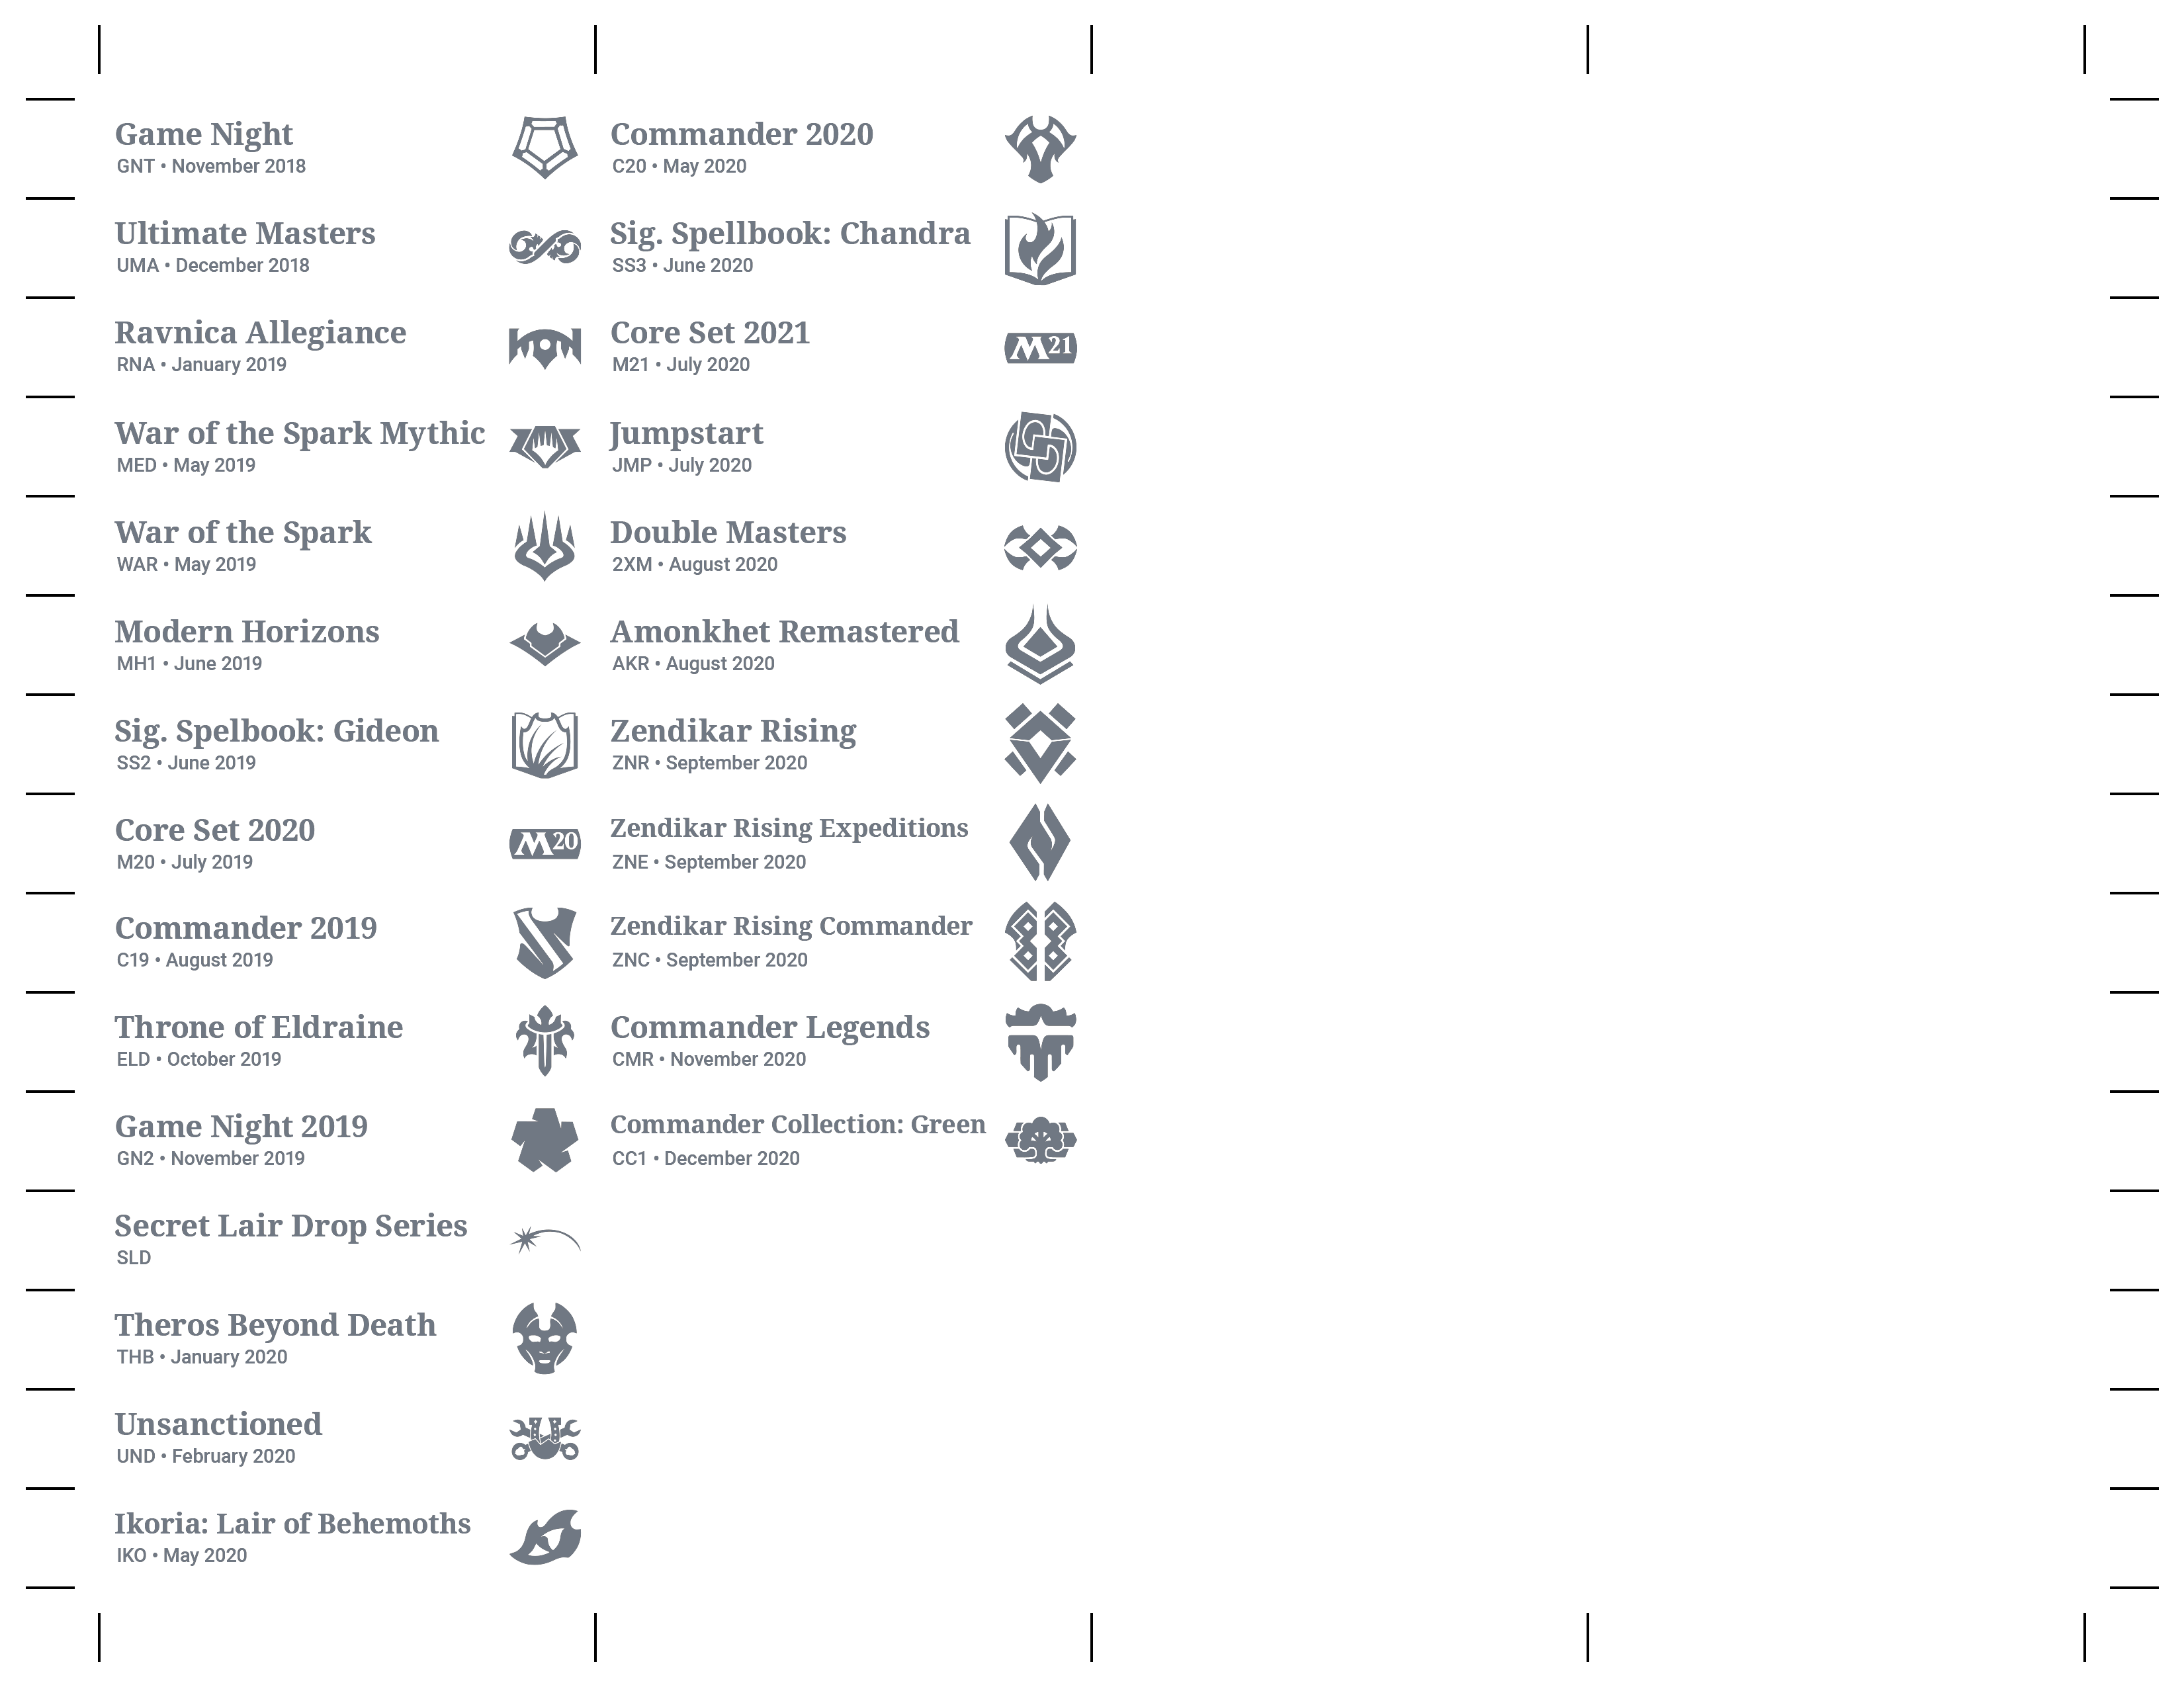 Game Night
GNT • November 2018
Ultimate Masters
UMA • December 2018
Ravnica Allegiance
RNA • January 2019
War of the Spark Mythic
MED • May 2019
War of the Spark
WAR • May 2019
Modern Horizons
MH1 • June 2019
Sig. Spelbook: Gideon
SS2 • June 2019
Core Set 2020
M20 • July 2019
M20
Commander 2019
C19 • August 2019
Throne of Eldraine
ELD • October 2019
Game Night 2019
GN2 • November 2019
Secret Lair Drop Series
SLD
Theros Beyond Death
THB • January 2020
Unsanctioned
UND • February 2020
Ikoria: Lair of Behemoths
IKO • May 2020
Commander 2020
C20 • May 2020
Sig. Spellbook: Chandra
SS3 • June 2020
Core Set 2021
M21 • July 2020
M21
Jumpstart
JMP • July 2020
Double Masters
2XM • August 2020
Amonkhet Remastered
AKR • August 2020
Zendikar Rising
ZNR • September 2020
Zendikar Rising Expeditions
ZNE • September 2020
Zendikar Rising Commander
ZNC • September 2020
Commander Legends
CMR • November 2020
Commander Collection: Green
CC1 • December 2020